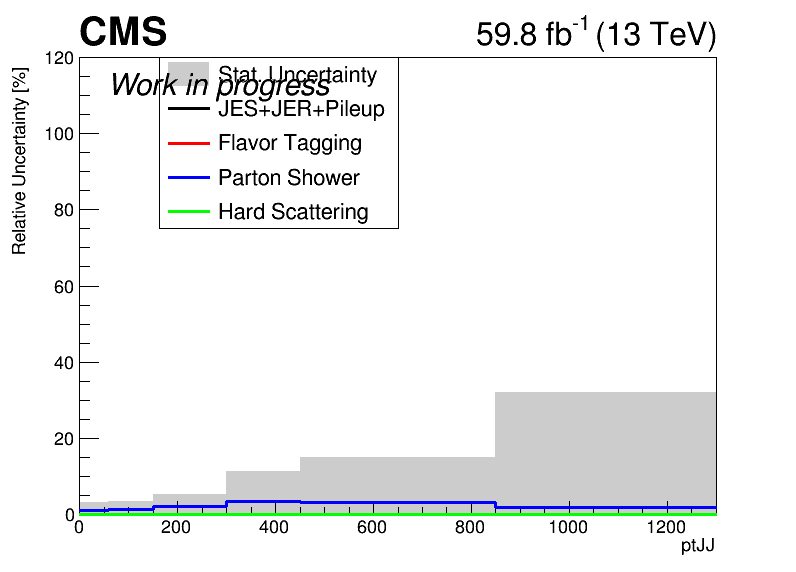 CMS
59.8 fb-1 (13 TeV)
Work in progress
Stat. Uncertainty
JES+JER+Pileup
Flavor Tagging
Parton Shower
Hard Scattering
Relative Uncertainty [%]
120
100
80
60
40
20
0
0 200 400 600 800 1000 1200
ptJJ